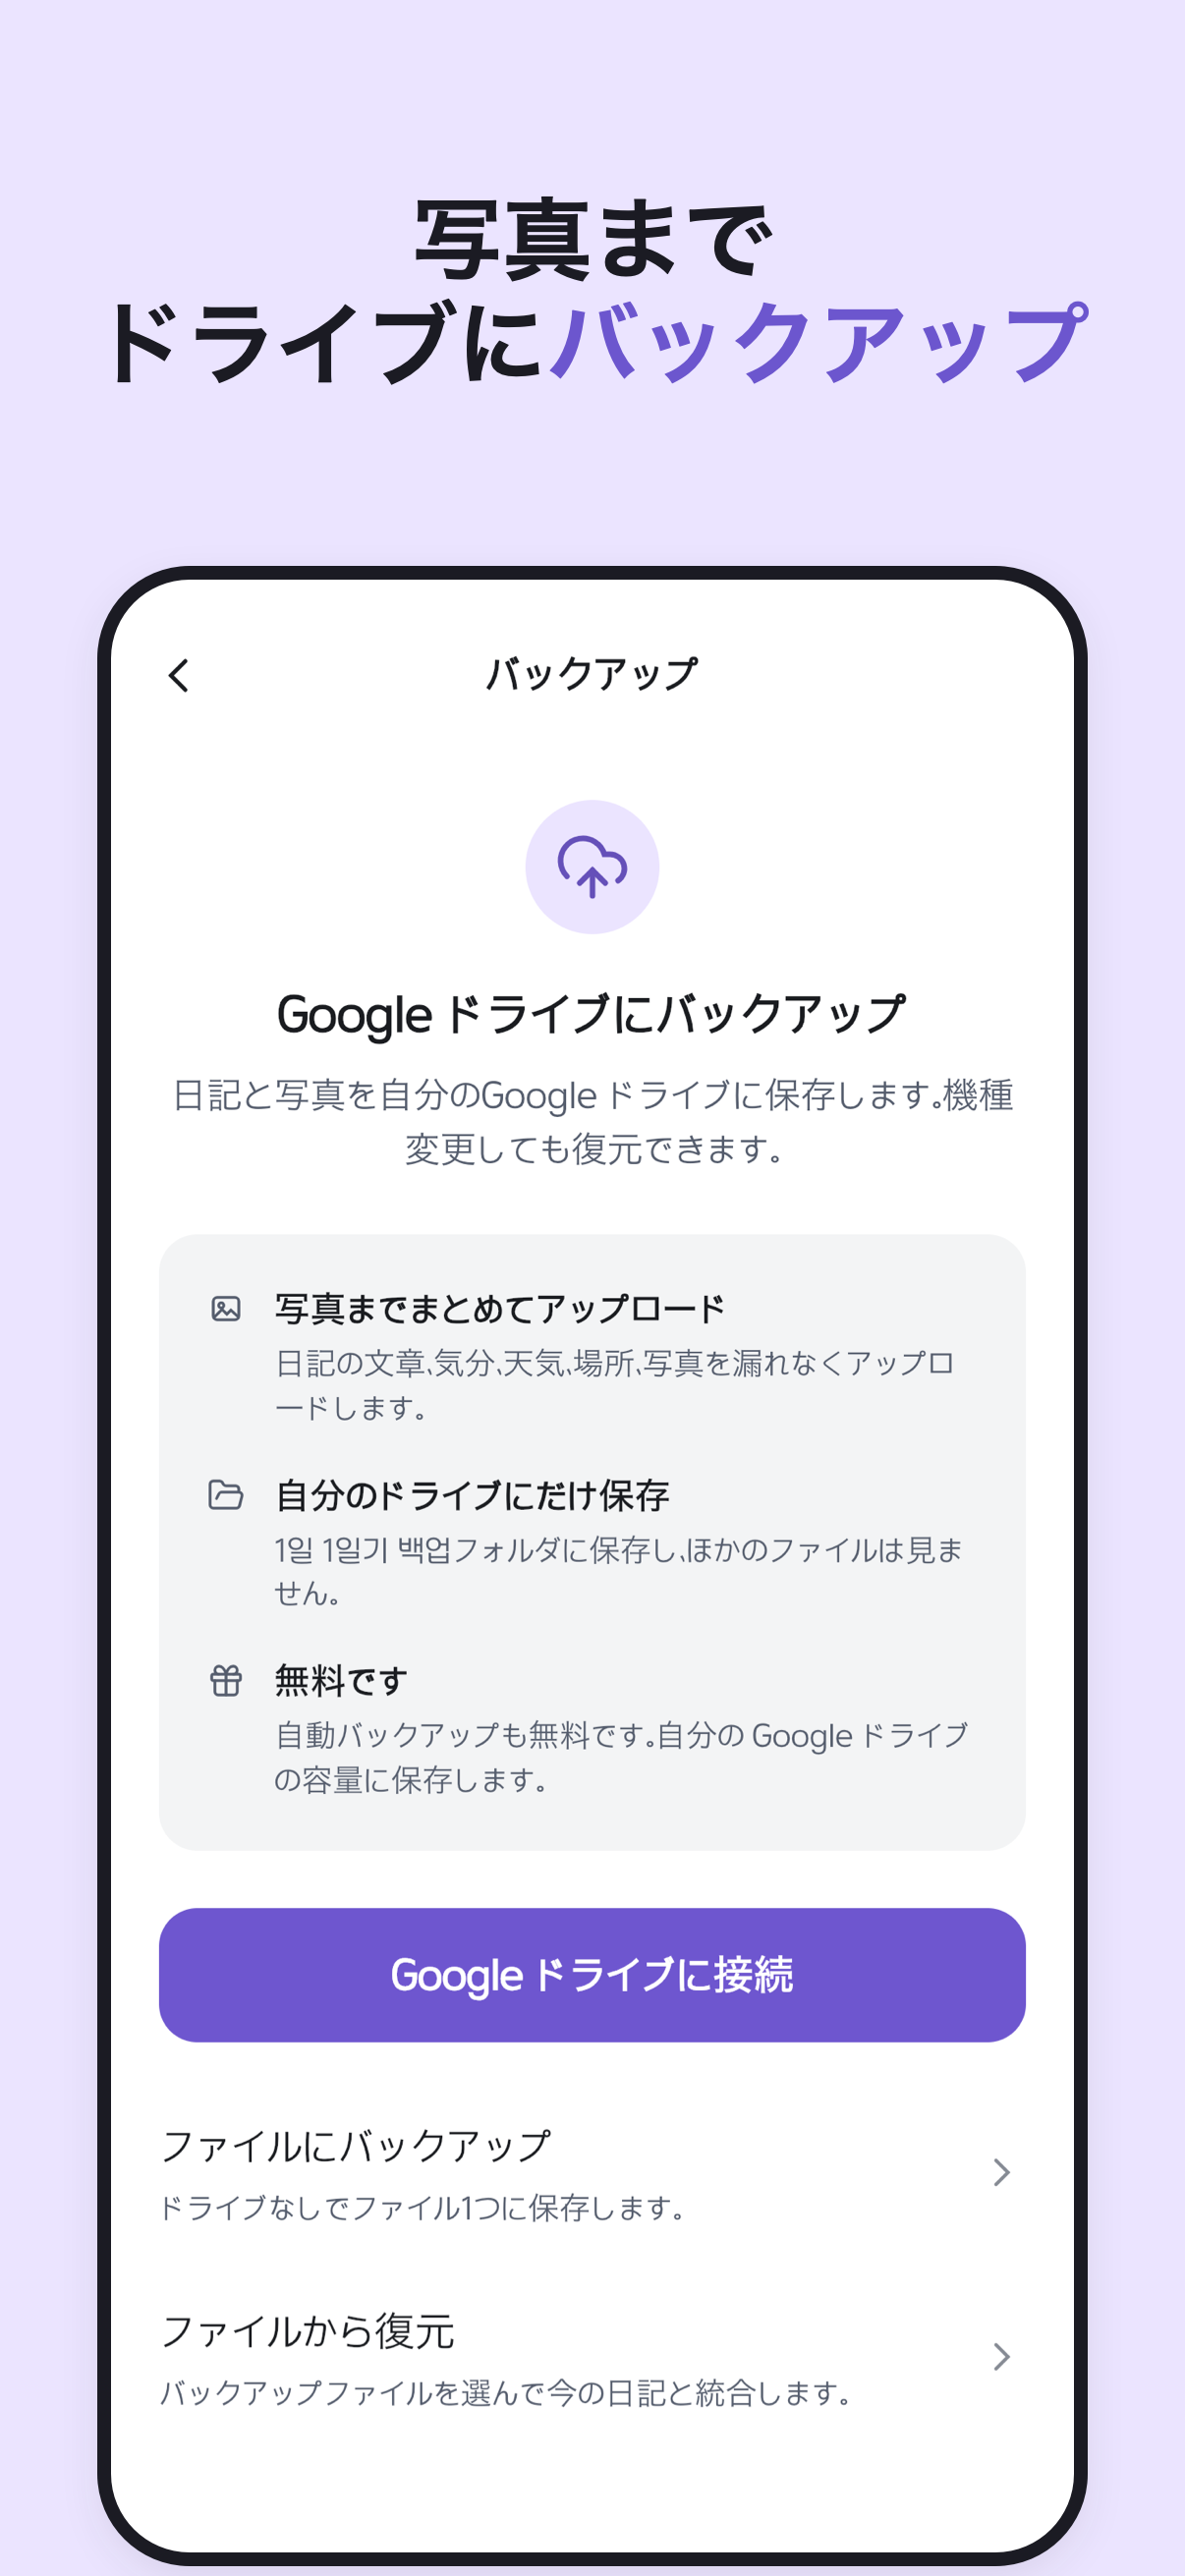 写真まで
ドライブにバックアップ
バックアップ
Google ドライブにバックアップ
日記と写真を自分のGoogle ドライブに保存します。機種
変更しても復元できます。
写真までまとめてアップロード
日記の文章、気分、天気、場所、写真を漏れなくアップロ
ードします。
自分のドライブにだけ保存
1일 1일기 백업フォルダに保存し、ほかのファイルは見ま
せん。
無料です
自動バックアップも無料です。自分の Google ドライブ
の容量に保存します。
Google ドライブに接続
ファイルにバックアップ
ドライブなしでファイル1つに保存します。
ファイルから復元
バックアップファイルを選んで今の日記と統合します。